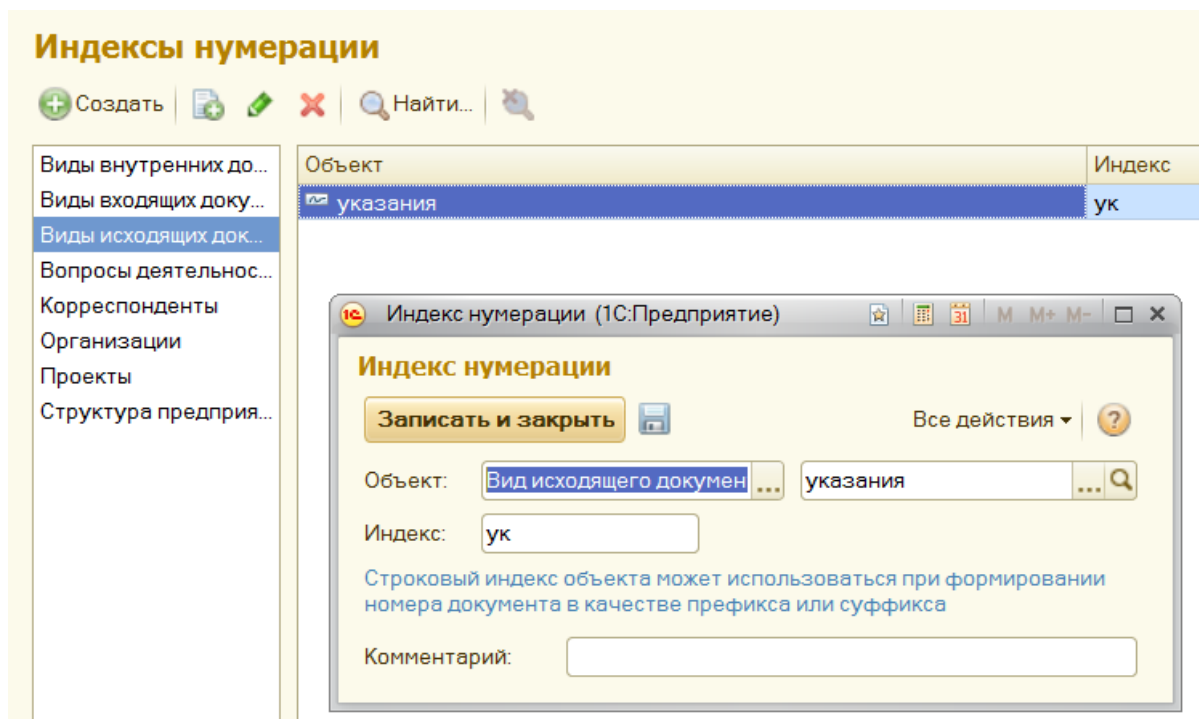 Индексы нумерации
Создать Найти...
Виды внутренних до...
Виды входящих доку...
Виды исходящих док...
Вопросы деятельнос...
Корреспонденты
Организации
Проекты
Структура предприя...
Объект Индекс
указания ук
Индекс нумерации (1С:Предприятие) 31 M M+ M-
Индекс нумерации
Записать и закрыть Все действия ?
Объект: Вид исходящего докумен ... указания ...
Индекс: ук
Строковый индекс объекта может использоваться при формировании
номера документа в качестве префикса или суффикса
Комментарий: